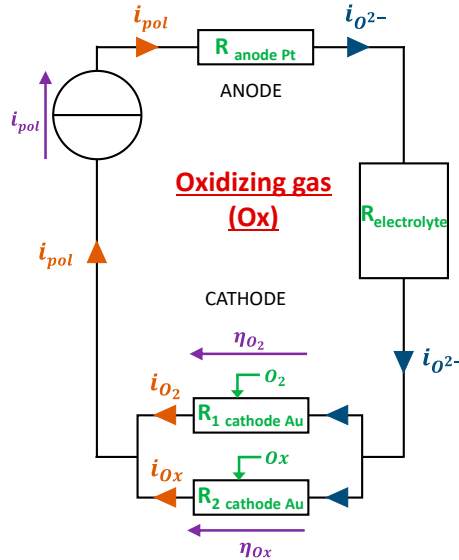 i_pol
i_O²⁻
R anode Pt
ANODE
i_pol
Oxidizing gas
(Ox)
R_electrolyte
i_pol
CATHODE
η_O₂
i_O²⁻
O₂
i_O₂
R₁ cathode Au
Ox
i_Ox
R₂ cathode Au
η_Ox